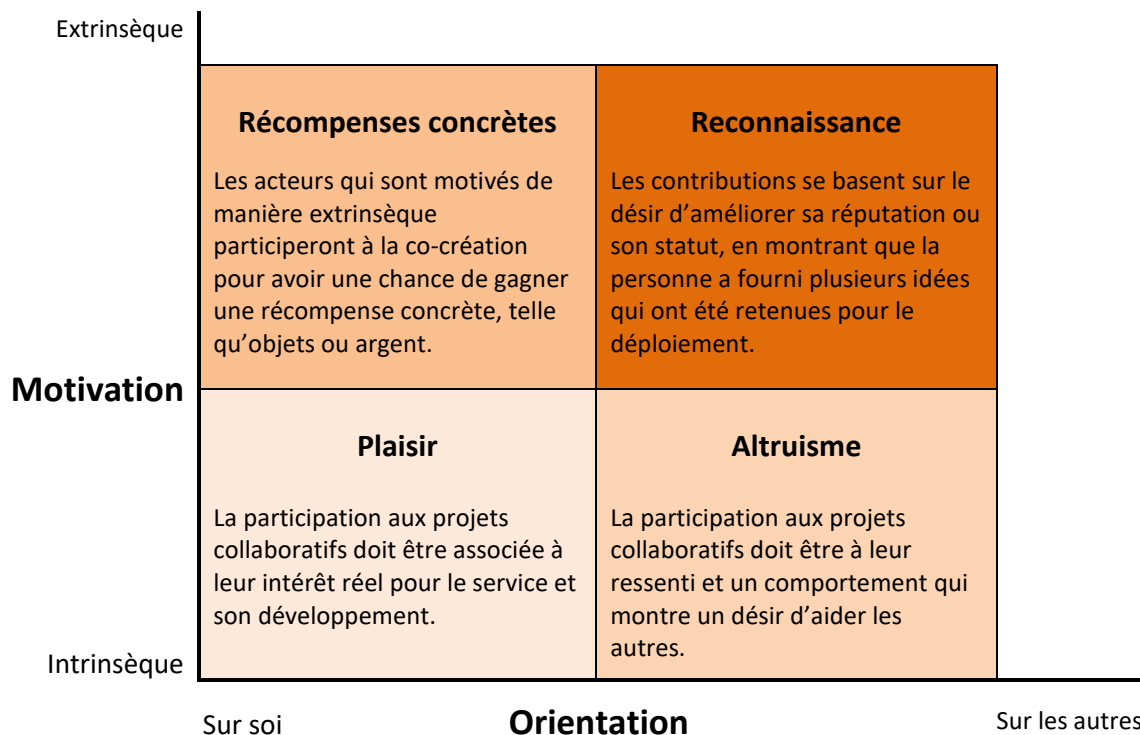 Extrinsèque
Récompenses concrètes
Les acteurs qui sont motivés de
manière extrinsèque
participeront à la co-création
pour avoir une chance de gagner
une récompense concrète, telle
qu’objets ou argent.
Reconnaissance
Les contributions se basent sur le
désir d’améliorer sa réputation ou
son statut, en montrant que la
personne a fourni plusieurs idées
qui ont été retenues pour le
déploiement.
Motivation
Plaisir
La participation aux projets
collaboratifs doit être associée à
leur intérêt réel pour le service et
son développement.
Altruisme
La participation aux projets
collaboratifs doit être à leur
ressenti et un comportement qui
montre un désir d’aider les
autres.
Intrinsèque
Sur soi
Orientation
Sur les autres